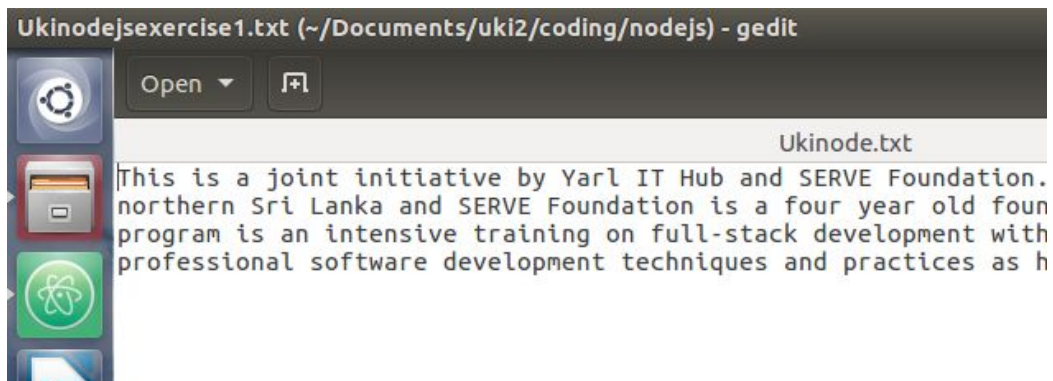 Ukinodejsexercise1.txt (~/Documents/uki2/coding/nodejs) - gedit
Open
Ukinode.txt
This is a joint initiative by Yarl IT Hub and SERVE Foundation.
northern Sri Lanka and SERVE Foundation is a four year old foun
program is an intensive training on full-stack development with
professional software development techniques and practices as h